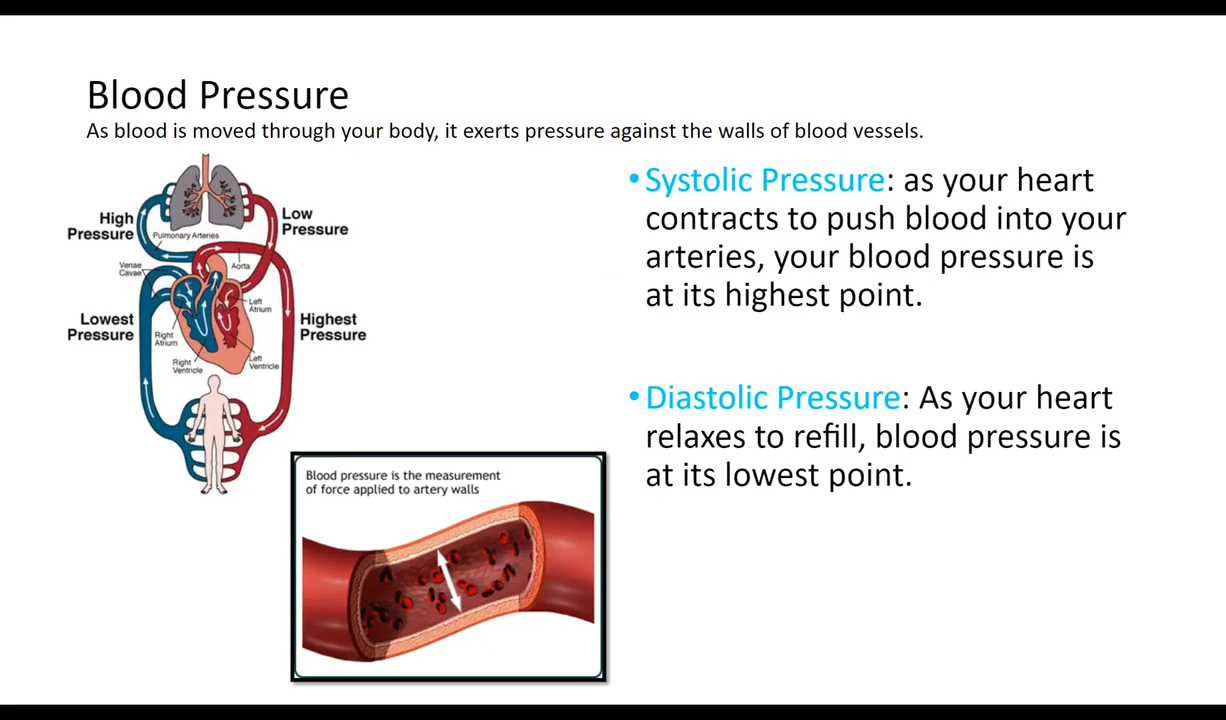 Blood Pressure
As blood is moved through your body, it exerts pressure against the walls of blood vessels.
High
Pressure
Low
Pressure
Pulmonary Arteries
Venae
Cavae
Aorta
Left
Atrium
Lowest
Pressure
Highest
Pressure
Right
Atrium
Right
Ventricle
Left
Ventricle
Blood pressure is the measurement
of force applied to artery walls
• Systolic Pressure: as your heart
contracts to push blood into your
arteries, your blood pressure is
at its highest point.
• Diastolic Pressure: As your heart
relaxes to refill, blood pressure is
at its lowest point.